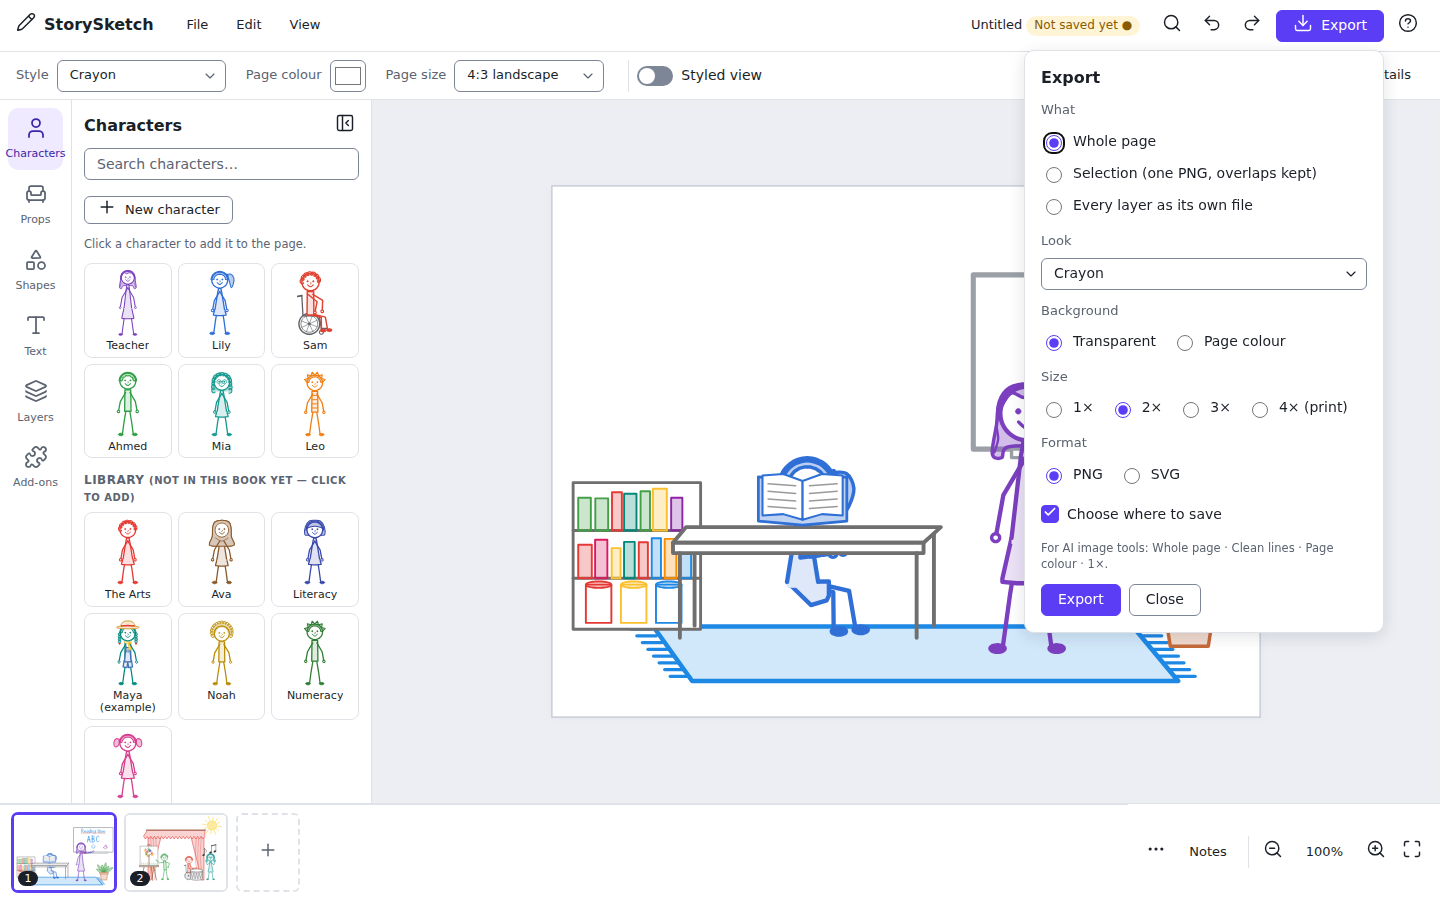 StorySketch
File
Edit
View
Untitled
Not saved yet
Export
Style
Crayon
Page colour
Page size
4:3 landscape
Styled view
tails
Characters
Props
Shapes
Text
Layers
Add-ons
Characters
Search characters…
New character
Click a character to add it to the page.
Teacher
Lily
Sam
Ahmed
Mia
Leo
LIBRARY (NOT IN THIS BOOK YET — CLICK
TO ADD)
The Arts
Ava
Literacy
Maya
(example)
Noah
Numeracy
Export
What
Whole page
Selection (one PNG, overlaps kept)
Every layer as its own file
Look
Crayon
Background
Transparent
Page colour
Size
1×
2×
3×
4× (print)
Format
PNG
SVG
Choose where to save
For AI image tools: Whole page · Clean lines · Page
colour · 1×.
Export
Close
ABC
1
2
Notes
100%